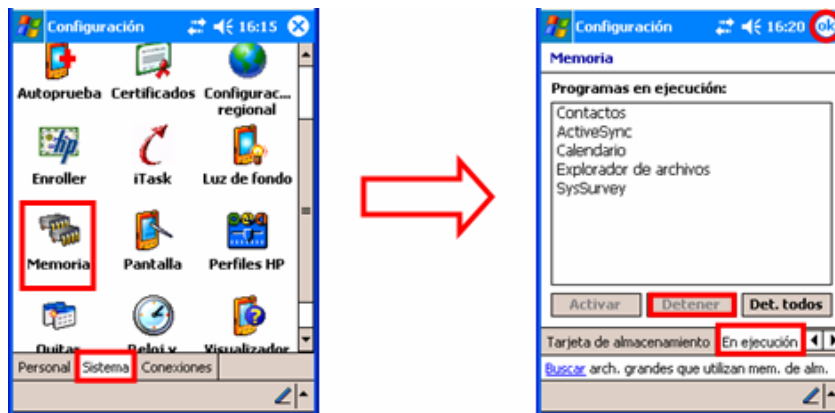 Configuración 16:15
Autoprueba Certificados Configurac... regional
Enroller iTask Luz de fondo
Memoria Pantalla Perfiles HP
Quitar Reloj y Visualizador
Personal Sistema Conexiones
Configuración 16:20 ok
Memoria
Programas en ejecución:
Contactos
ActiveSync
Calendario
Explorador de archivos
SysSurvey
Activar Detener Det. todos
Tarjeta de almacenamiento En ejecución
Buscar arch. grandes que utilizan mem. de alm.